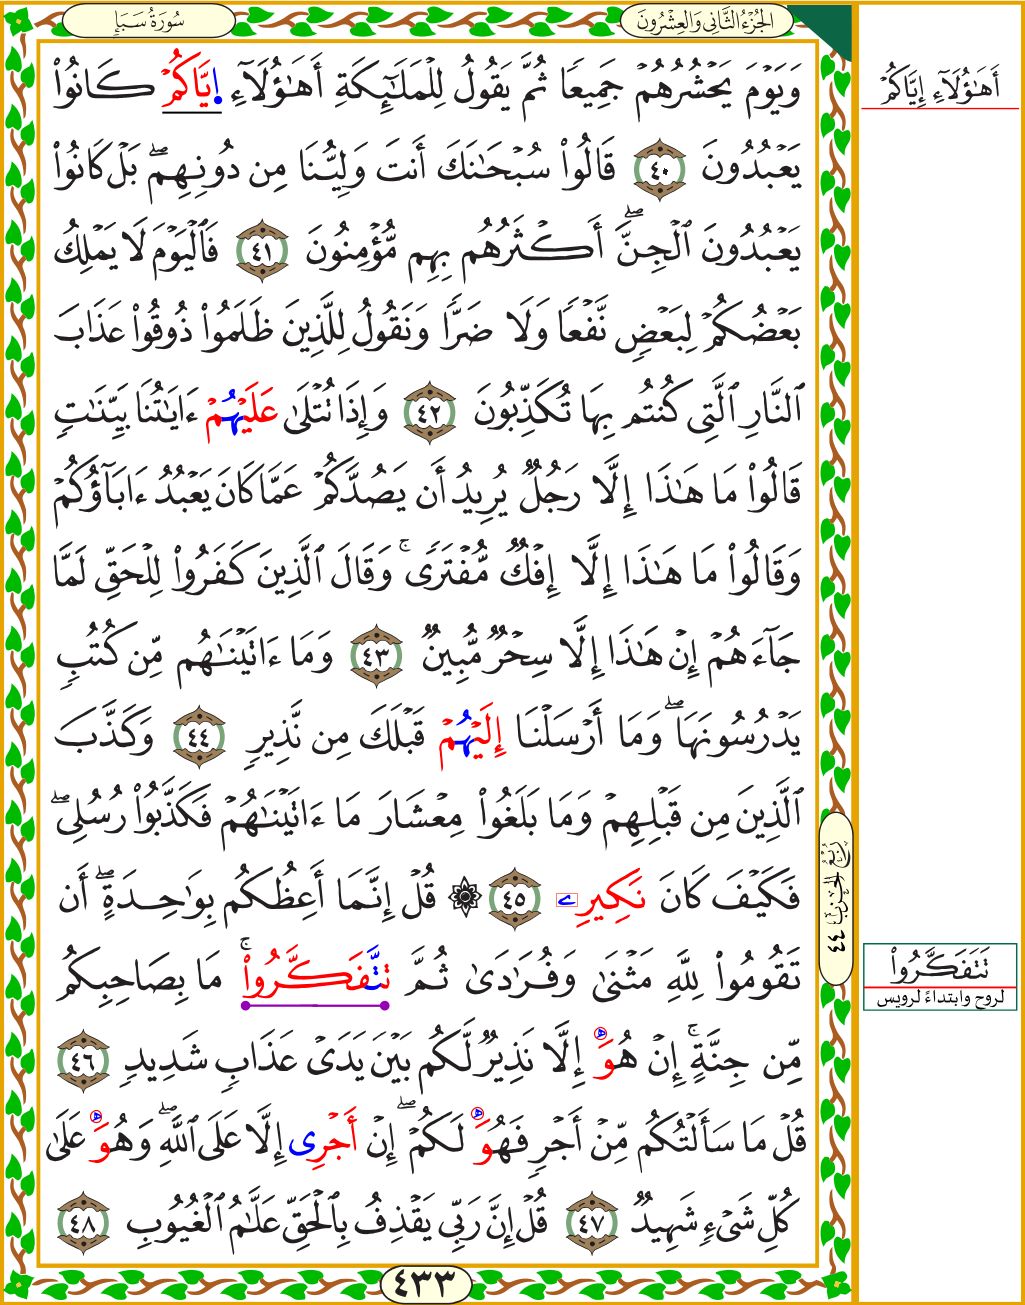 سُورَةُ سَبَإٍ
الجُزْءُ الثَّانِي وَالعِشْرُونَ
وَيَوۡمَ يَحۡشُرُهُمۡ جَمِيعٗا ثُمَّ يَقُولُ لِلۡمَلَٰٓئِكَةِ أَهَٰٓؤُلَآءِ إِيَّاكُمۡ كَانُواْ
يَعۡبُدُونَ ٤٠ قَالُواْ سُبۡحَٰنَكَ أَنتَ وَلِيُّنَا مِن دُونِهِمۖ بَلۡ كَانُواْ
يَعۡبُدُونَ ٱلۡجِنَّۖ أَكۡثَرُهُم بِهِم مُّؤۡمِنُونَ ٤١ فَٱلۡيَوۡمَ لَا يَمۡلِكُ
بَعۡضُكُمۡ لِبَعۡضٖ نَّفۡعٗا وَلَا ضَرّٗا وَنَقُولُ لِلَّذِينَ ظَلَمُواْ ذُوقُواْ عَذَابَ
ٱلنَّارِ ٱلَّتِي كُنتُم بِهَا تُكَذِّبُونَ ٤٢ وَإِذَا تُتۡلَىٰ عَلَيۡهُمۡ ءَايَٰتُنَا بَيِّنَٰتٖ
قَالُواْ مَا هَٰذَا إِلَّا رَجُلٞ يُرِيدُ أَن يَصُدَّكُمۡ عَمَّا كَانَ يَعۡبُدُ ءَابَآؤُكُمۡ
وَقَالُواْ مَا هَٰذَا إِلَّا إِفۡكٞ مُّفۡتَرٗىۚ وَقَالَ ٱلَّذِينَ كَفَرُواْ لِلۡحَقِّ لَمَّا
جَآءَهُمۡ إِنۡ هَٰذَا إِلَّا سِحۡرٞ مُّبِينٞ ٤٣ وَمَا ءَاتَيۡنَٰهُم مِّن كُتُبٖ
يَدۡرُسُونَهَاۖ وَمَا أَرۡسَلۡنَا إِلَيۡهُمۡ قَبۡلَكَ مِن نَّذِيرٖ ٤٤ وَكَذَّبَ
ٱلَّذِينَ مِن قَبۡلِهِمۡ وَمَا بَلَغُواْ مِعۡشَارَ مَا ءَاتَيۡنَٰهُمۡ فَكَذَّبُواْ رُسُلِيۖ
فَكَيۡفَ كَانَ نَكِيرِۦ ٤٥ ۞ قُلۡ إِنَّمَا أَعِظُكُم بِوَٰحِدَةٍۖ أَن
تَقُومُواْ لِلَّهِ مَثۡنَىٰ وَفُرَٰدَىٰ ثُمَّ تَّتَفَكَّرُواْۚ مَا بِصَاحِبِكُم
مِّن جِنَّةٍۚ إِنۡ هُوَ إِلَّا نَذِيرٞ لَّكُم بَيۡنَ يَدَيۡ عَذَابٖ شَدِيدٖ ٤٦
قُلۡ مَا سَأَلۡتُكُم مِّنۡ أَجۡرٖ فَهُوَ لَكُمۡۖ إِنۡ أَجۡرِي إِلَّا عَلَى ٱللَّهِۖ وَهُوَ عَلَىٰ
كُلِّ شَيۡءٖ شَهِيدٞ ٤٧ قُلۡ إِنَّ رَبِّي يَقۡذِفُ بِٱلۡحَقِّ عَلَّٰمُ ٱلۡغُيُوبِ ٤٨
٤٣٣
أَهَٰٓؤُلَآءِ إِيَّاكُمۡ
رُبُعُ الحِزْبِ ٤٤
تَتَفَكَّرُواْ
لروح وابتداءً لرويس